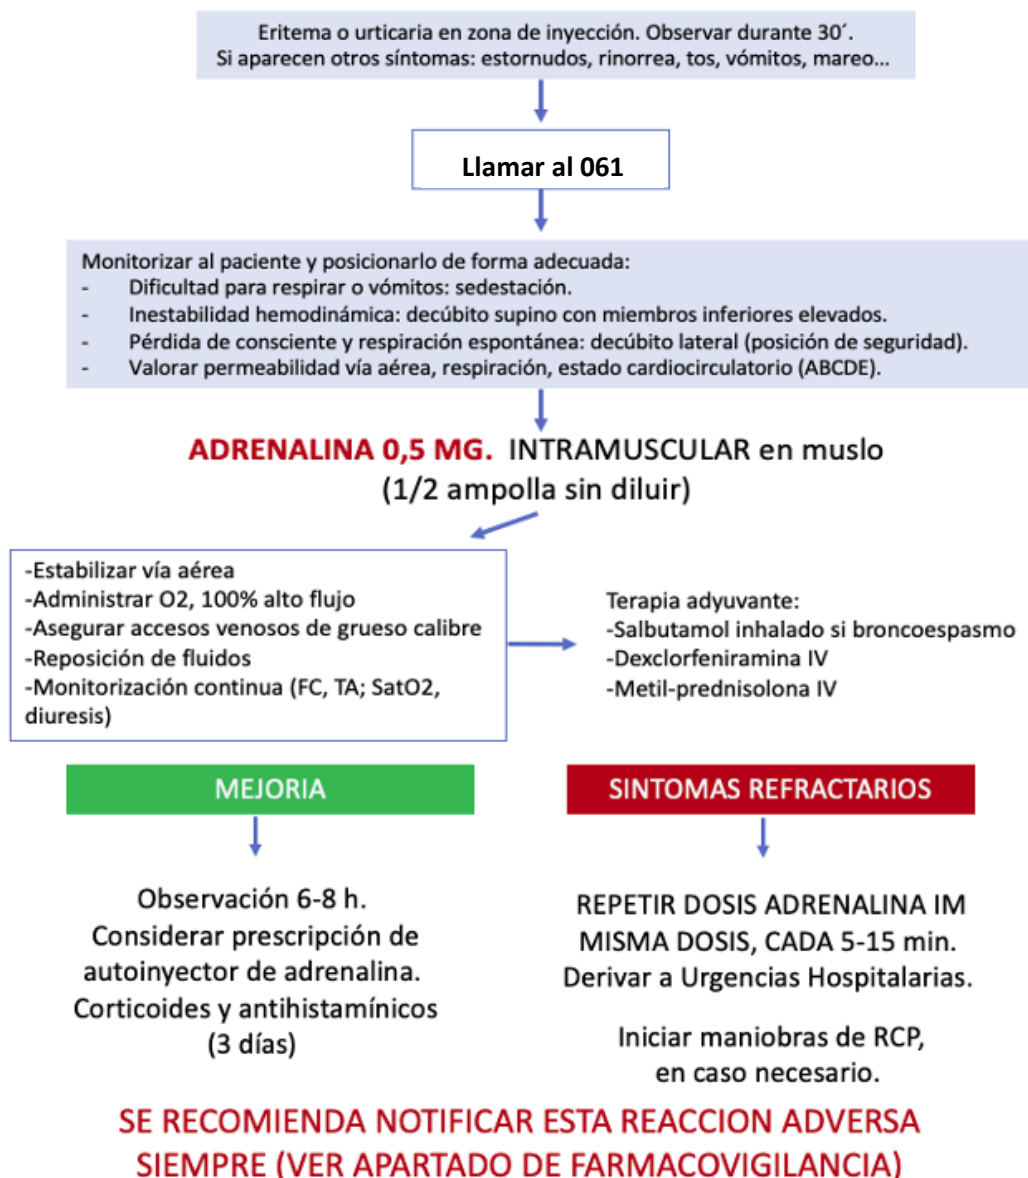 Eritema o urticaria en zona de inyección. Observar durante 30´.
Si aparecen otros síntomas: estornudos, rinorrea, tos, vómitos, mareo...
Llamar al 061
Monitorizar al paciente y posicionarlo de forma adecuada:
- Dificultad para respirar o vómitos: sedestación.
- Inestabilidad hemodinámica: decúbito supino con miembros inferiores elevados.
- Pérdida de consciente y respiración espontánea: decúbito lateral (posición de seguridad).
- Valorar permeabilidad vía aérea, respiración, estado cardiocirculatorio (ABCDE).
ADRENALINA 0,5 MG. INTRAMUSCULAR en muslo
(1/2 ampolla sin diluir)
-Estabilizar vía aérea
-Administrar O2, 100% alto flujo
-Asegurar accesos venosos de grueso calibre
-Reposición de fluidos
-Monitorización continua (FC, TA; SatO2,
diuresis)
Terapia adyuvante:
-Salbutamol inhalado si broncoespasmo
-Dexclorfeniramina IV
-Metil-prednisolona IV
MEJORIA
Observación 6-8 h.
Considerar prescripción de
autoinyector de adrenalina.
Corticoides y antihistamínicos
(3 días)
SINTOMAS REFRACTARIOS
REPETIR DOSIS ADRENALINA IM
MISMA DOSIS, CADA 5-15 min.
Derivar a Urgencias Hospitalarias.
Iniciar maniobras de RCP,
en caso necesario.
SE RECOMIENDA NOTIFICAR ESTA REACCION ADVERSA
SIEMPRE (VER APARTADO DE FARMACOVIGILANCIA)